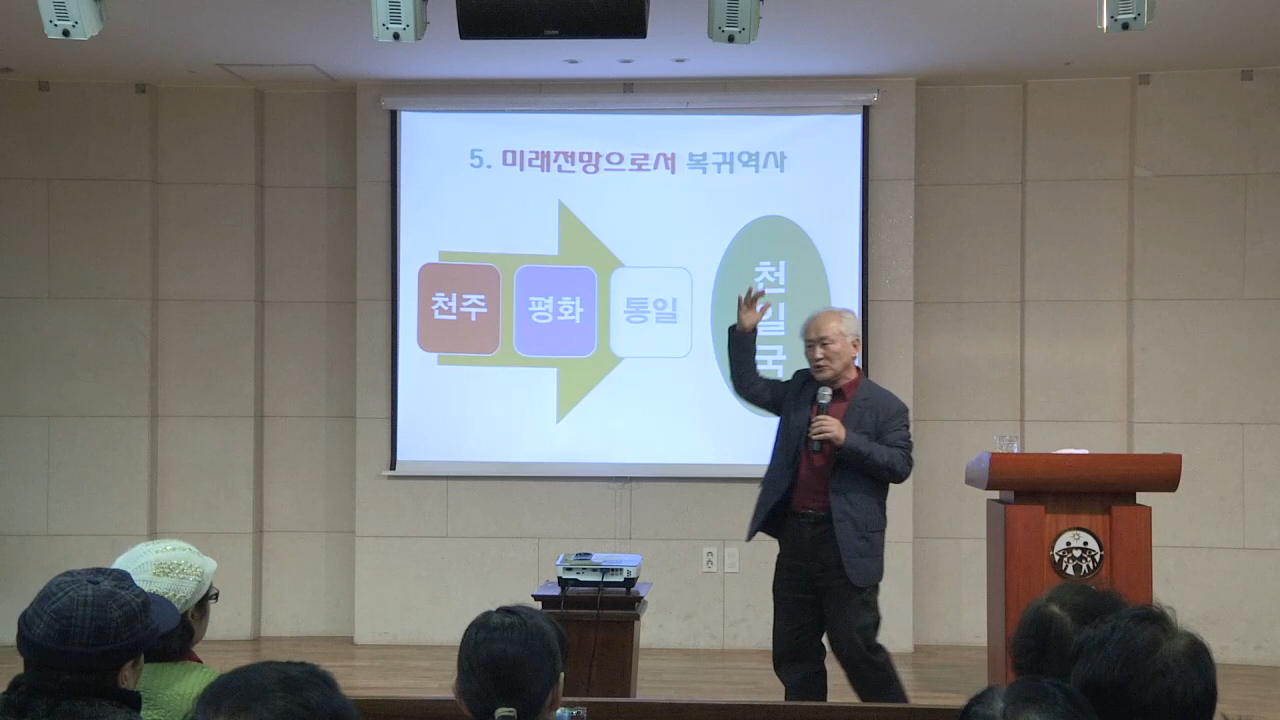 5. 미래전망으로서 복귀역사
천주
평화
통일
천
일
국